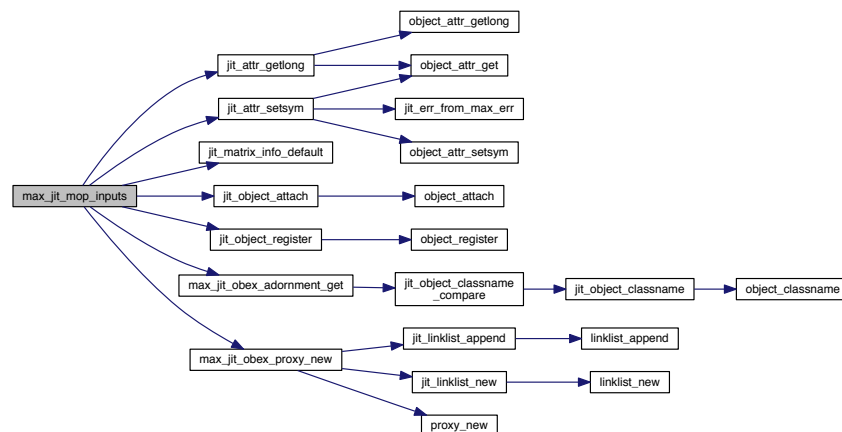 object_attr_getlong
jit_attr_getlong
object_attr_get
jit_attr_setsym
jit_err_from_max_err
jit_matrix_info_default
object_attr_setsym
max_jit_mop_inputs
jit_object_attach
object_attach
jit_object_register
object_register
max_jit_obex_adornment_get
jit_object_classname
_compare
jit_object_classname
object_classname
jit_linklist_append
linklist_append
max_jit_obex_proxy_new
jit_linklist_new
linklist_new
proxy_new